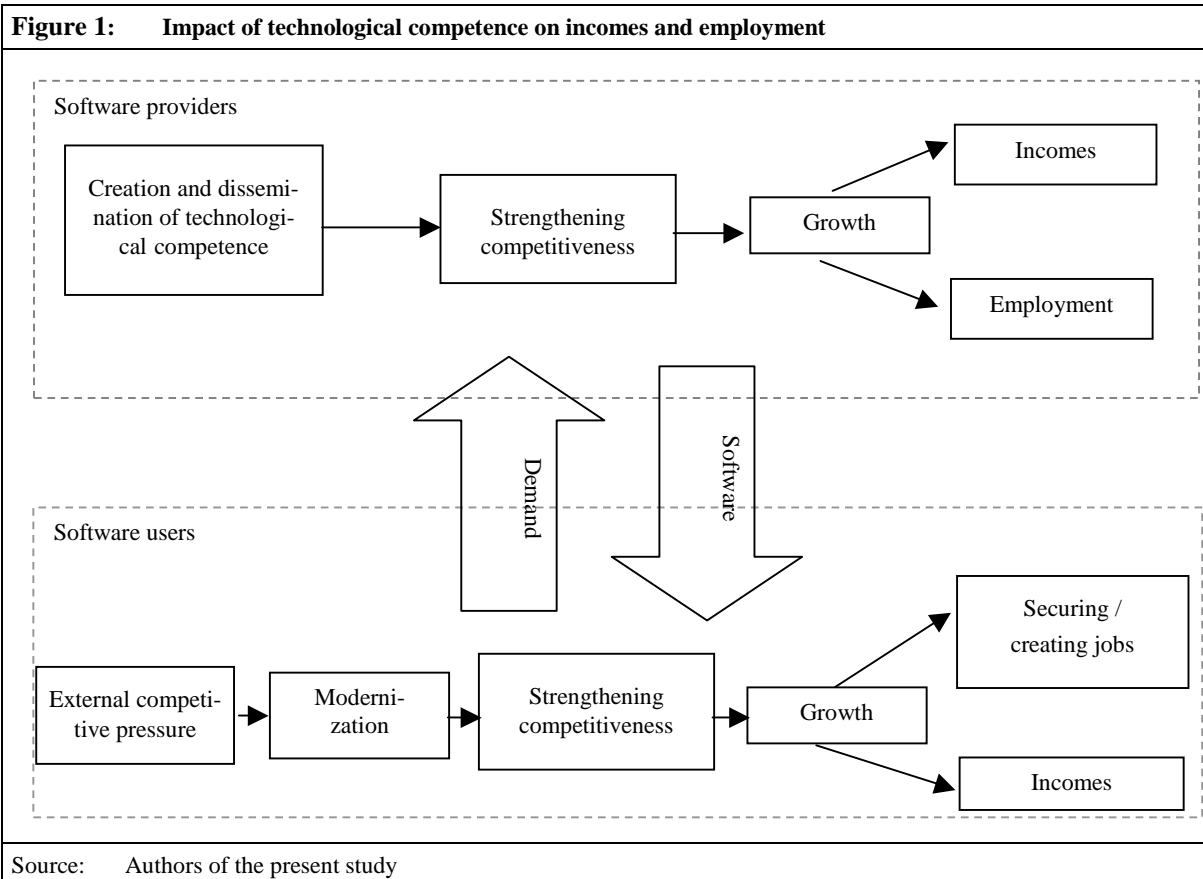 Figure 1: Impact of technological competence on incomes and employment
Software providers
Creation and dissemi-
nation of technologi-
cal competence
Strengthening
competitiveness
Growth
Incomes
Employment
Demand
Software
Software users
External competi-
tive pressure
Moderni-
zation
Strengthening
competitiveness
Growth
Securing /
creating jobs
Incomes
Source: Authors of the present study